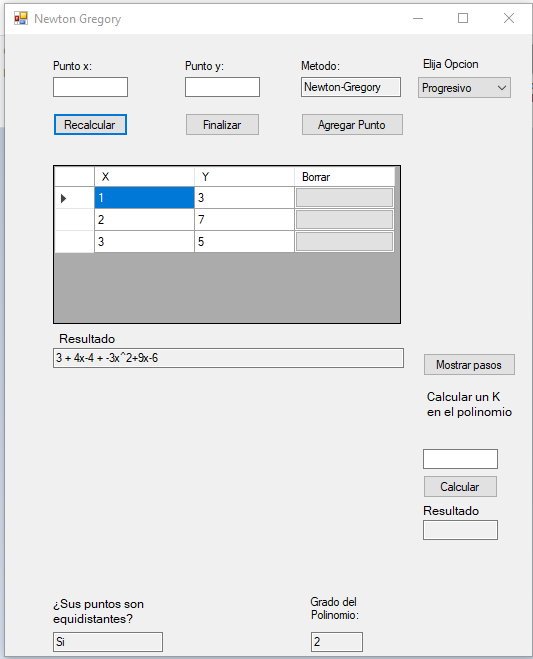 Newton Gregory
Punto x:
Punto y:
Metodo:
Elija Opcion
Newton-Gregory
Progresivo
Recalcular
Finalizar
Agregar Punto
X Y Borrar
1 3
2 7
3 5
Resultado
3 + 4x-4 + -3x^2+9x-6
Mostrar pasos
Calcular un K
en el polinomio
Calcular
Resultado
¿Sus puntos son
equidistantes?
Si
Grado del
Polinomio:
2